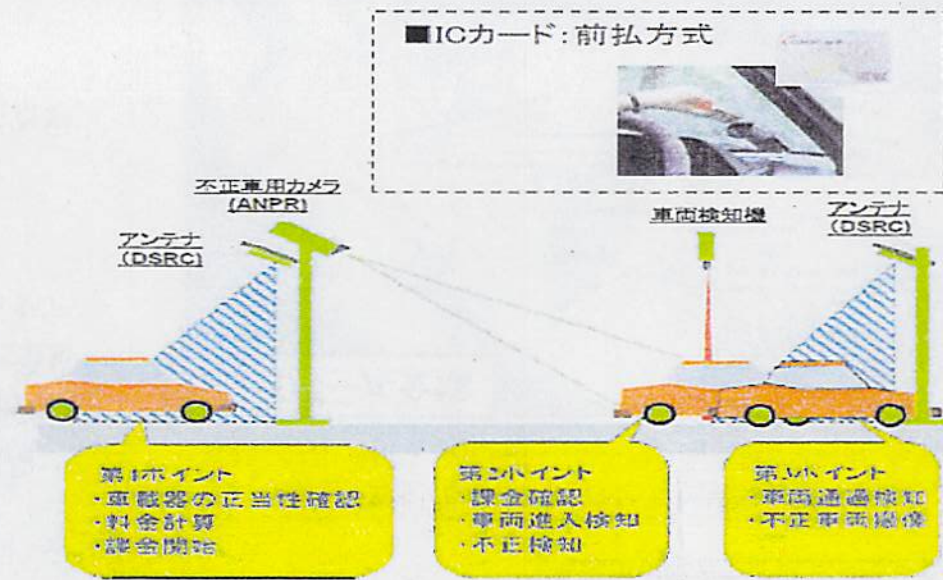 ■ICカード:前払方式
不正車用カメラ
(ANPR)
アンテナ
(DSRC)
車両検知機
アンテナ
(DSRC)
第1ポイント
・車載器の正当性確認
・料金計算
・課金開始
第2ポイント
・課金確認
・車両進入検知
・不正検知
第3ポイント
・車両通過検知
・不正車両撮像